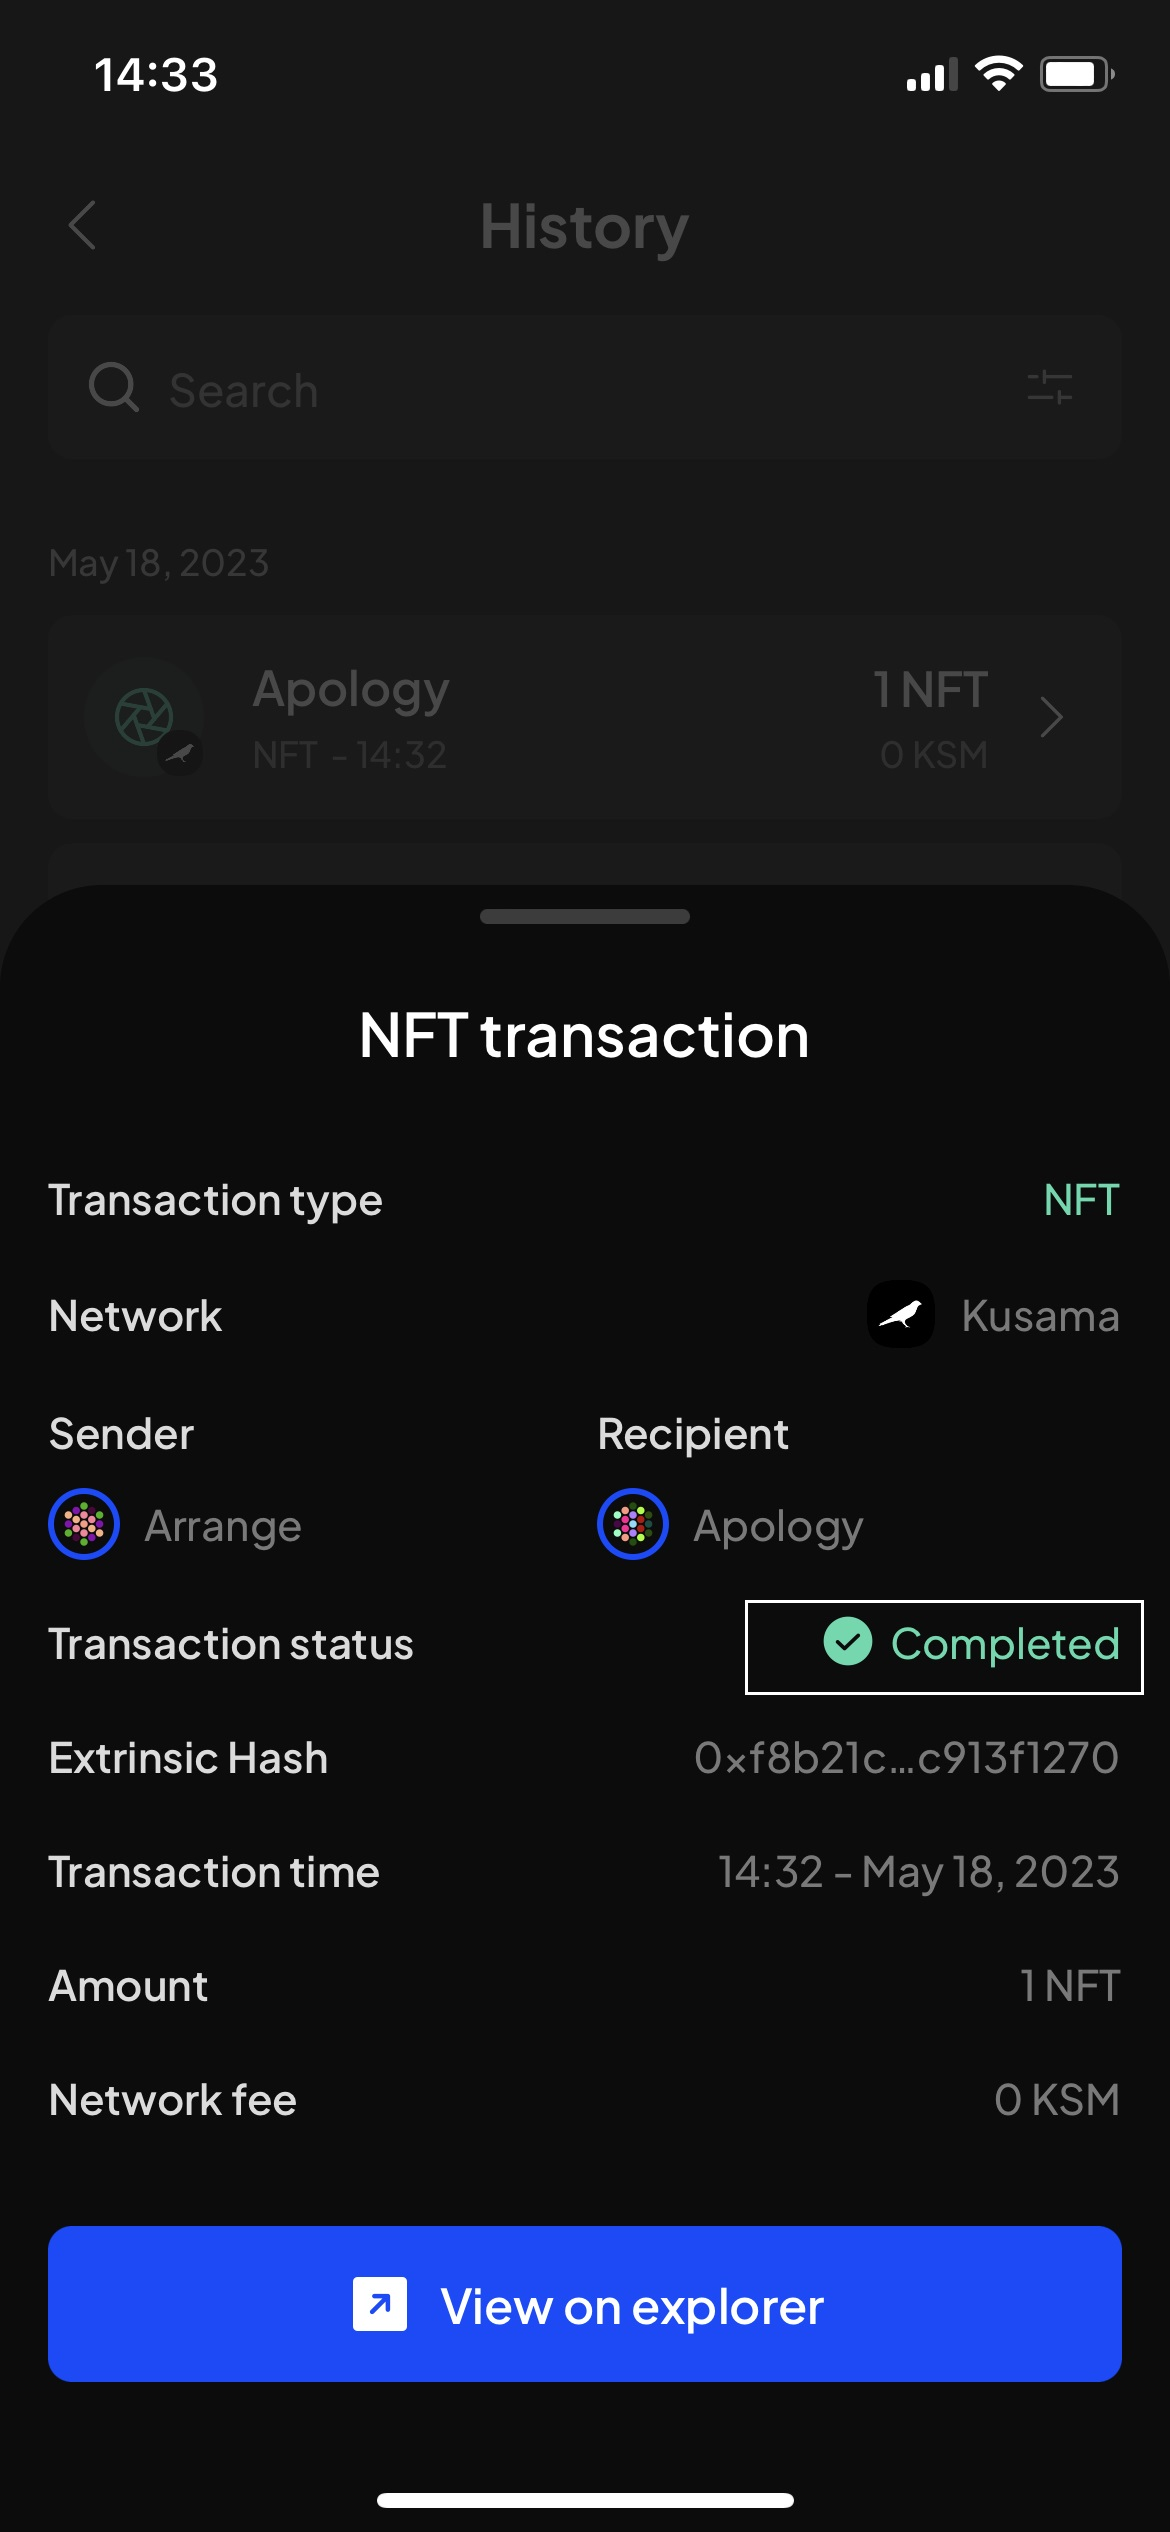 14:33
History
Search
May 18, 2023
Apology
1 NFT
NFT - 14:32
0 KSM
NFT transaction
Transaction type
NFT
Network
Kusama
Sender
Recipient
Arrange
Apology
Transaction status
Completed
Extrinsic Hash
0xf8b21c...c913f1270
Transaction time
14:32 - May 18, 2023
Amount
1 NFT
Network fee
0 KSM
View on explorer